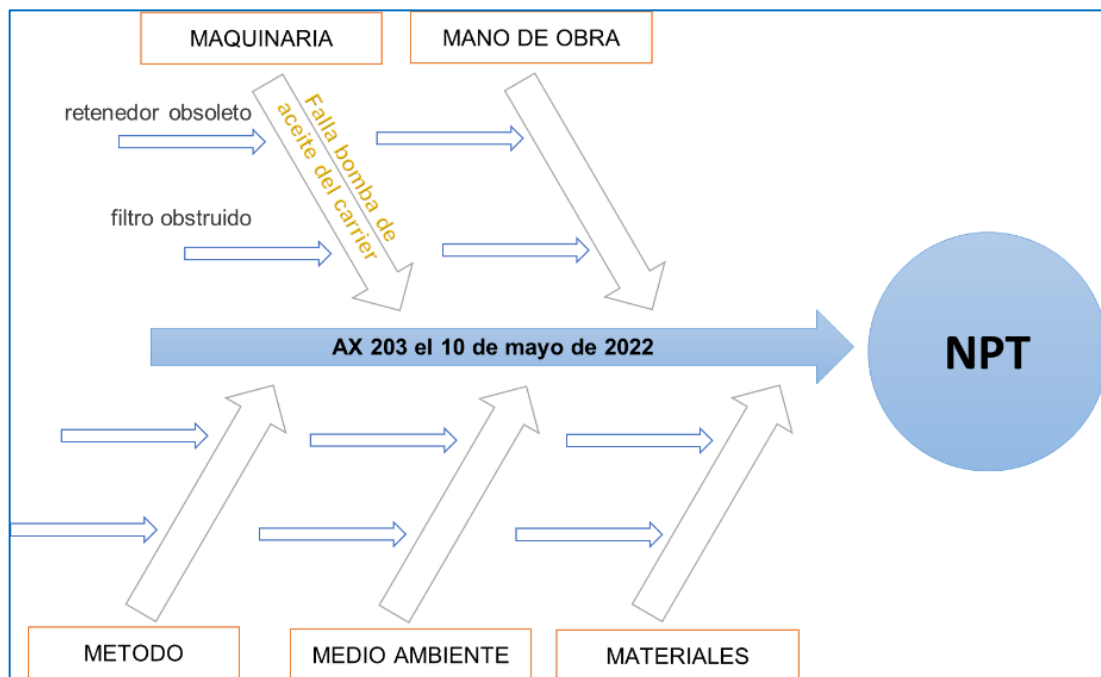 MAQUINARIA
MANO DE OBRA
retenedor obsoleto
filtro obstruido
Falla bomba de
aceite del carrier
AX 203 el 10 de mayo de 2022
NPT
METODO
MEDIO AMBIENTE
MATERIALES